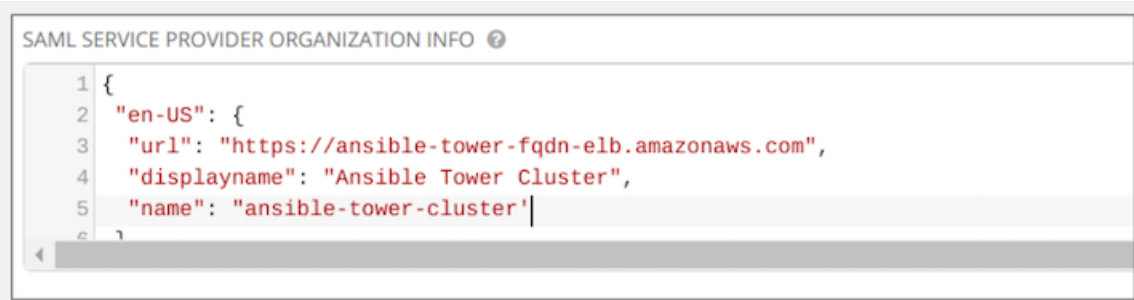 SAML SERVICE PROVIDER ORGANIZATION INFO ?
1 {
2 "en-US": {
3 "url": "https://ansible-tower-fqdn-elb.amazonaws.com",
4 "displayname": "Ansible Tower Cluster",
5 "name": "ansible-tower-cluster'
6 }